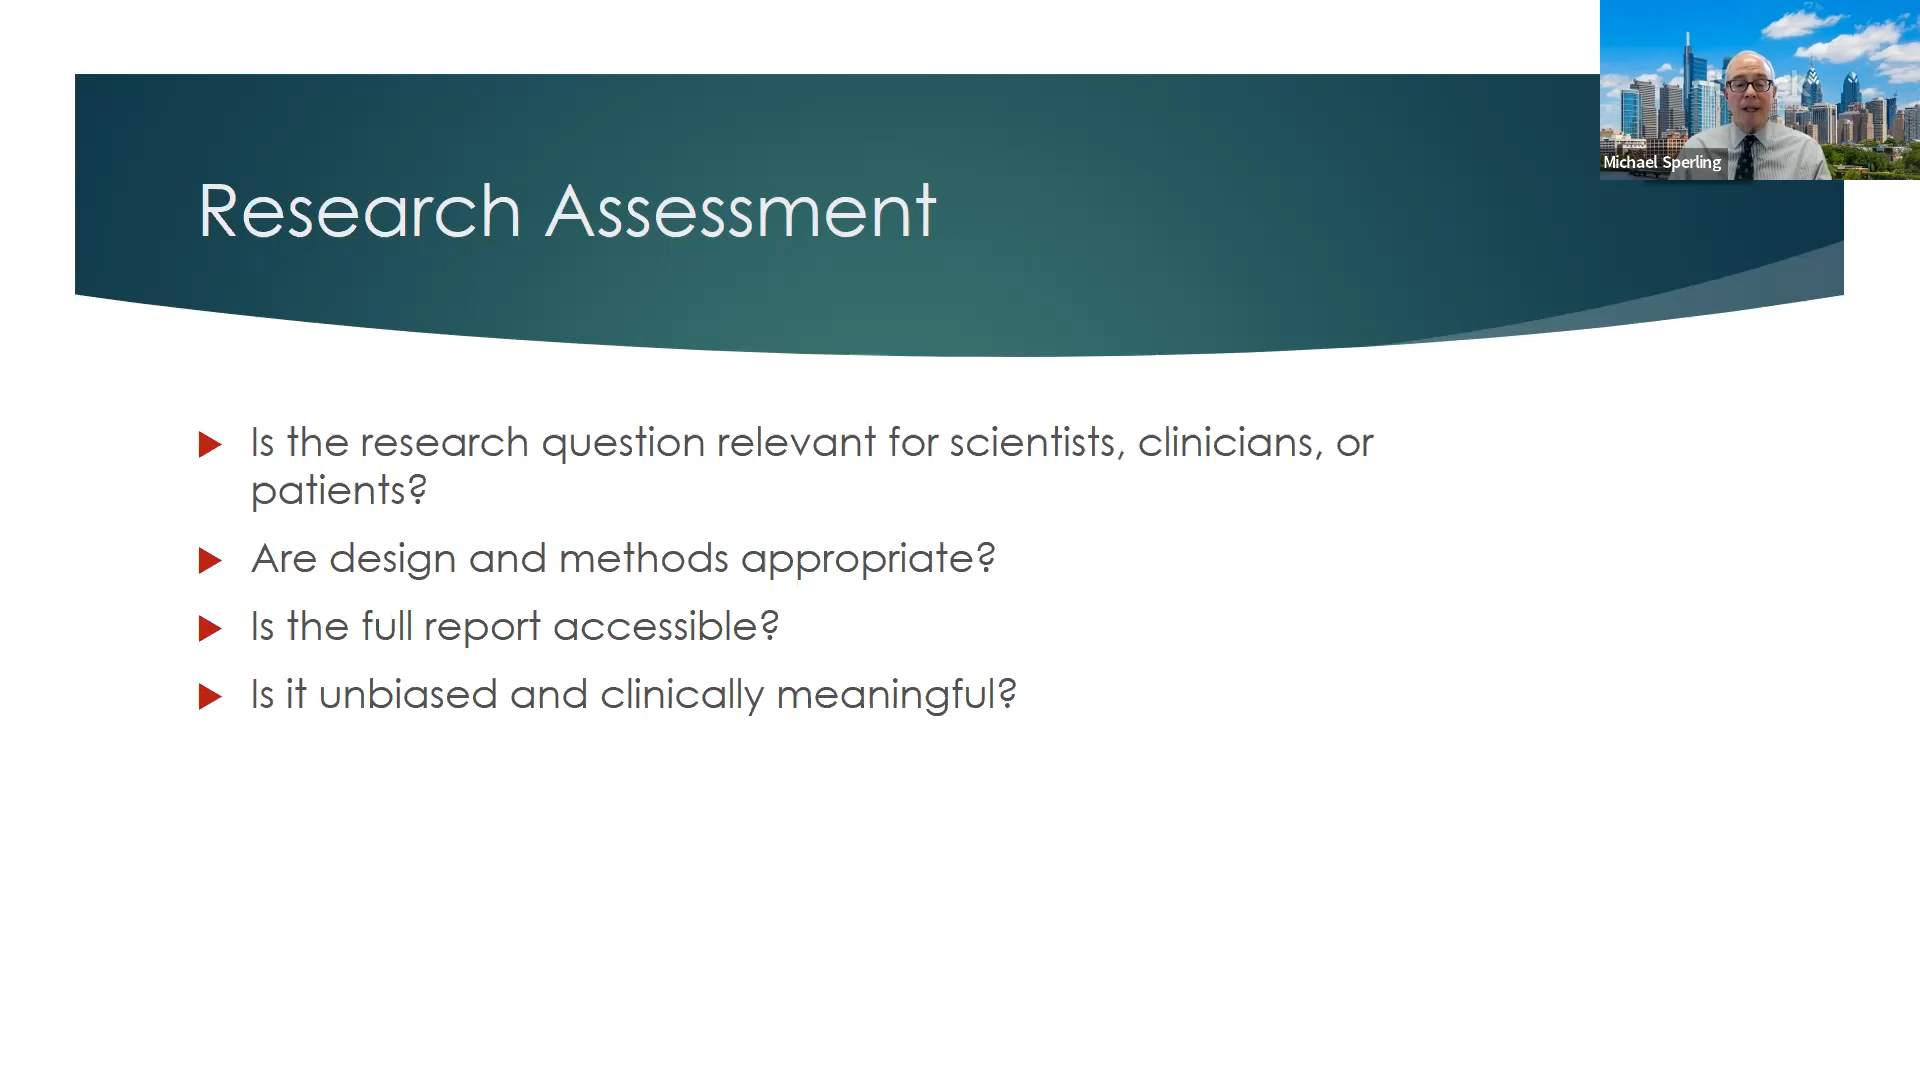 Michael Sperling
Research Assessment
Is the research question relevant for scientists, clinicians, or
patients?
Are design and methods appropriate?
Is the full report accessible?
Is it unbiased and clinically meaningful?